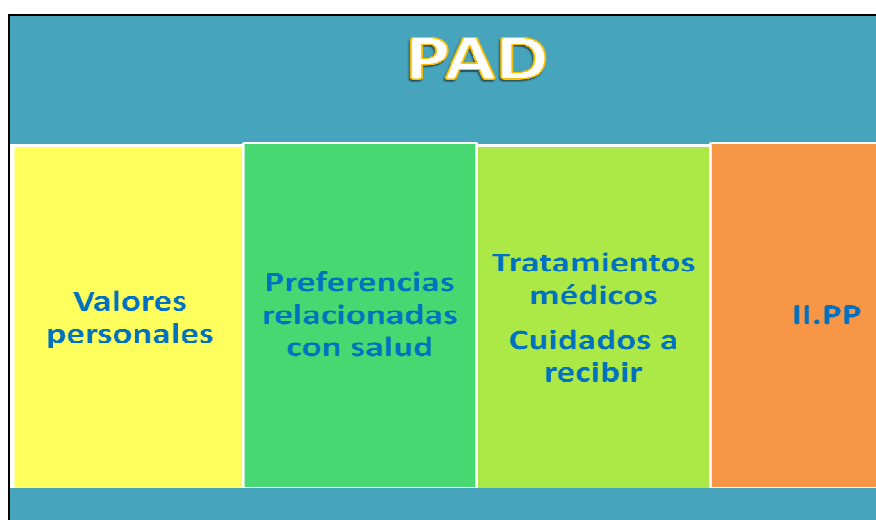 PAD
Valores
personales
Preferencias
relacionadas
con salud
Tratamientos
médicos
Cuidados a
recibir
II.PP